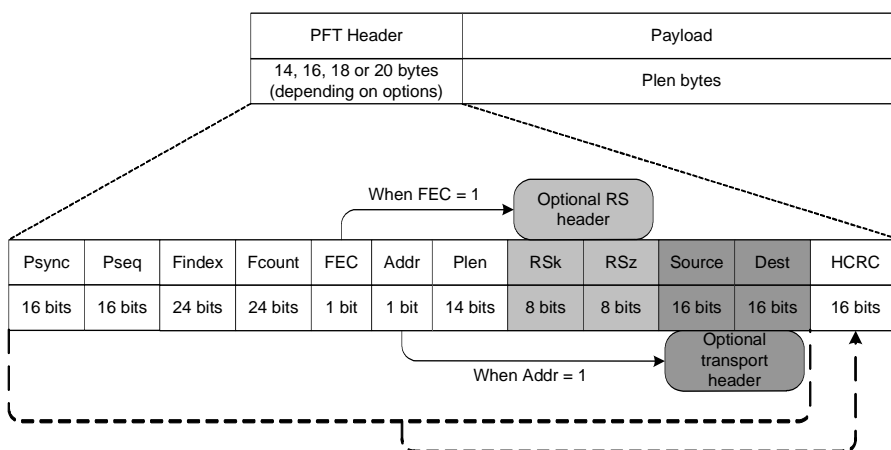 PFT Header Payload
14, 16, 18 or 20 bytes
(depending on options)
Plen bytes
When FEC = 1
Optional RS
header
Psync Pseq Findex Fcount FEC Addr Plen RSk RSz Source Dest HCRC
16 bits 16 bits 24 bits 24 bits 1 bit 1 bit 14 bits 8 bits 8 bits 16 bits 16 bits 16 bits
When Addr = 1
Optional
transport
header